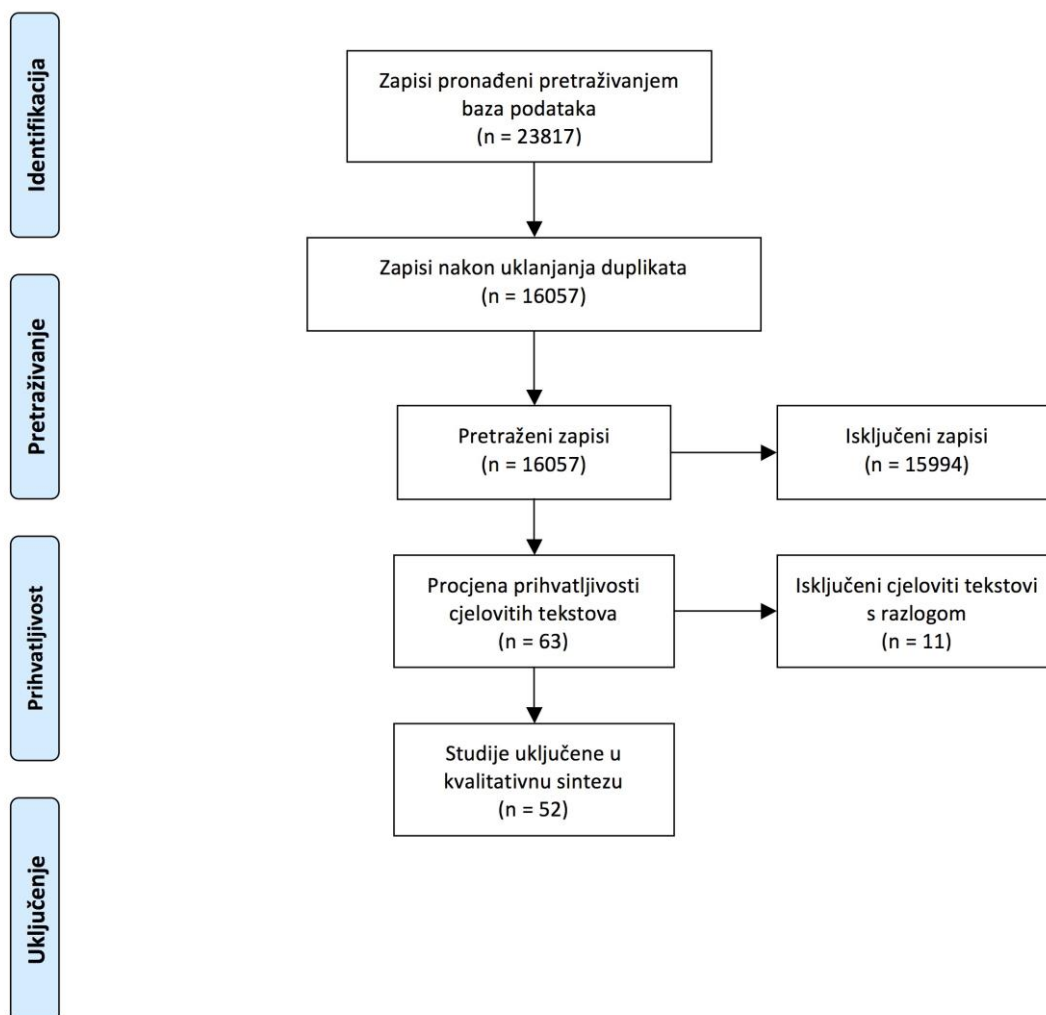 Identifikacija
Zapisi pronađeni pretraživanjem
baza podataka
(n = 23817)
Zapisi nakon uklanjanja duplikata
(n = 16057)
Pretraživanje
Pretraženi zapisi
(n = 16057)
Isključeni zapisi
(n = 15994)
Prihvatljivost
Procjena prihvatljivosti
cjelovitih tekstova
(n = 63)
Isključeni cjeloviti tekstovi
s razlogom
(n = 11)
Studije uključene u
kvalitativnu sintezu
(n = 52)
Uključenje